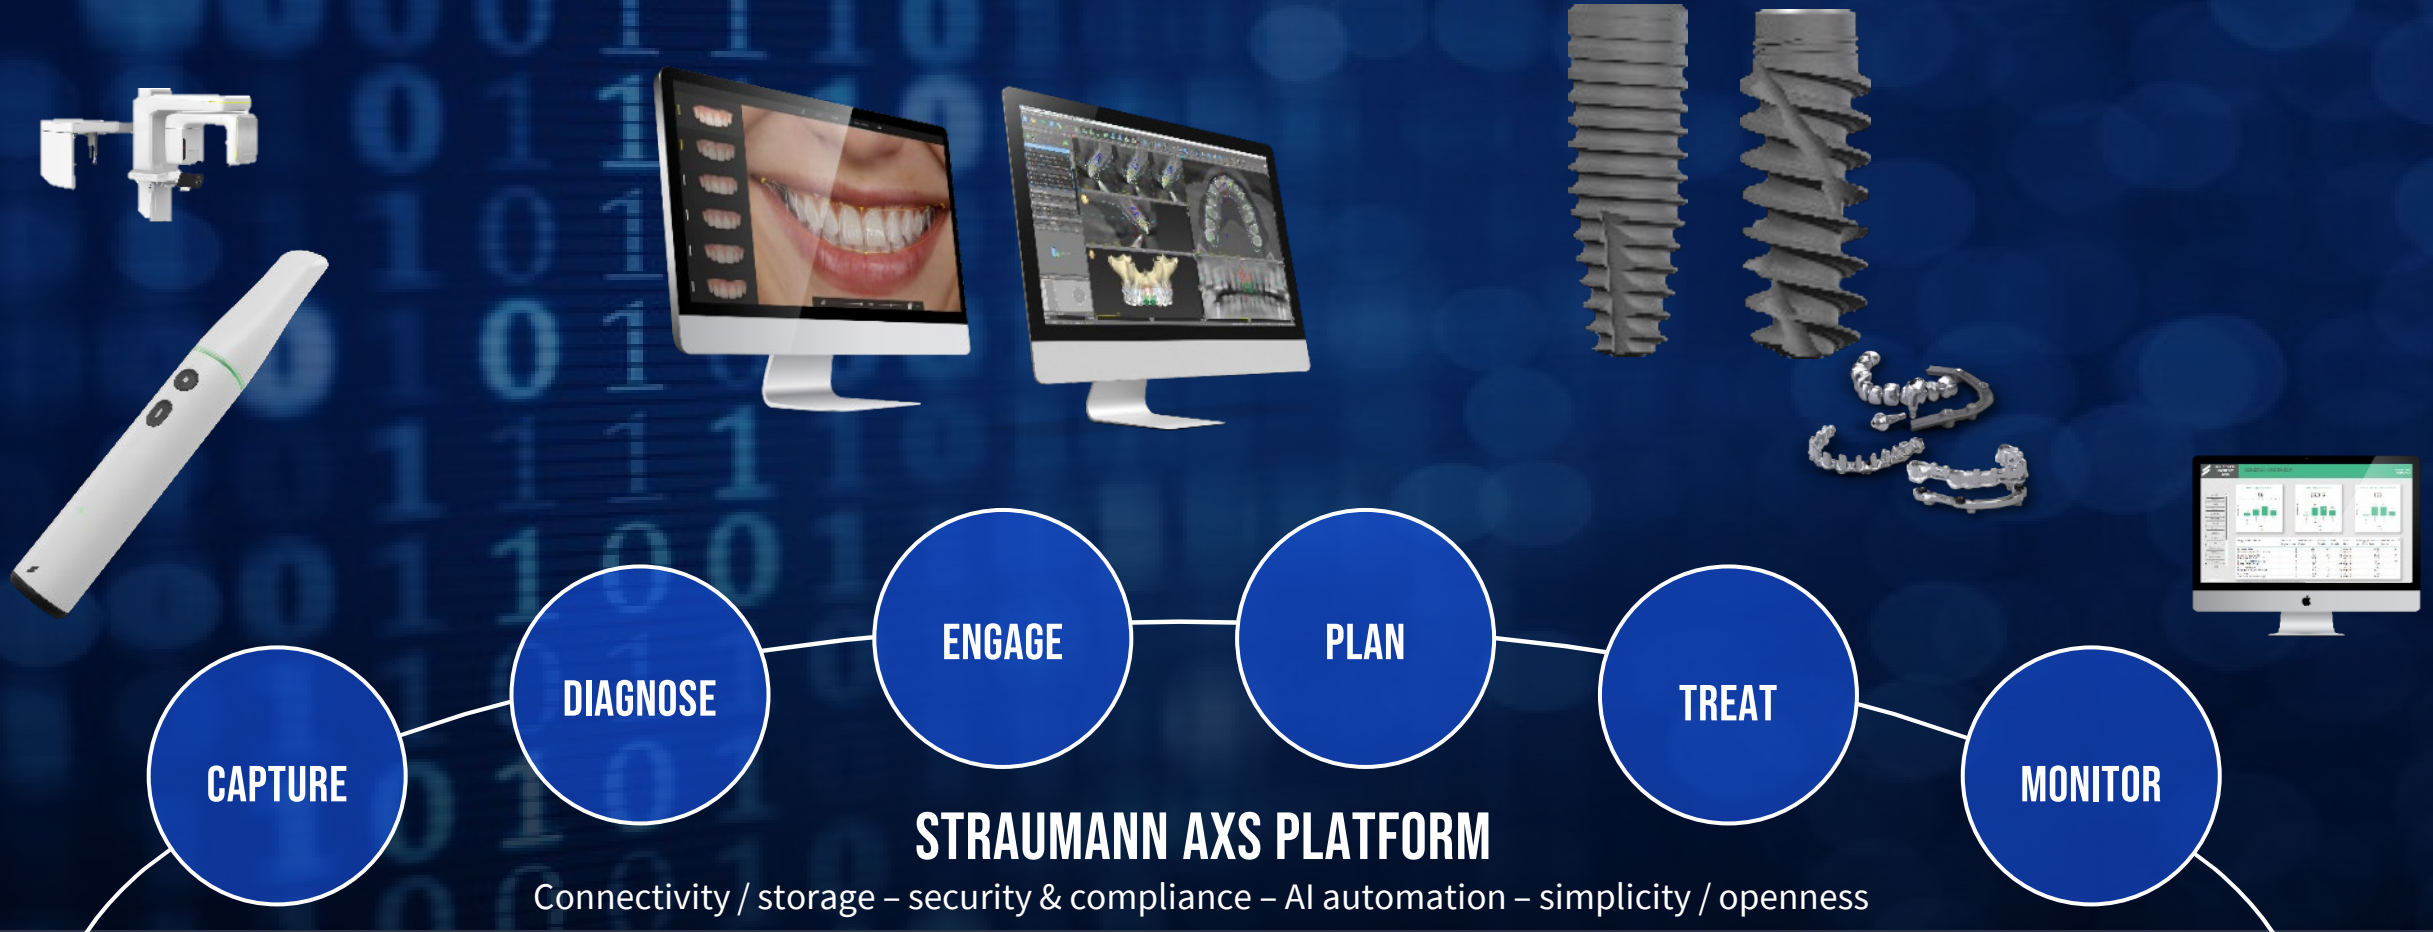 CAPTURE
DIAGNOSE
ENGAGE
PLAN
TREAT
MONITOR
STRAUMANN AXS PLATFORM
Connectivity / storage – security & compliance – AI automation – simplicity / openness